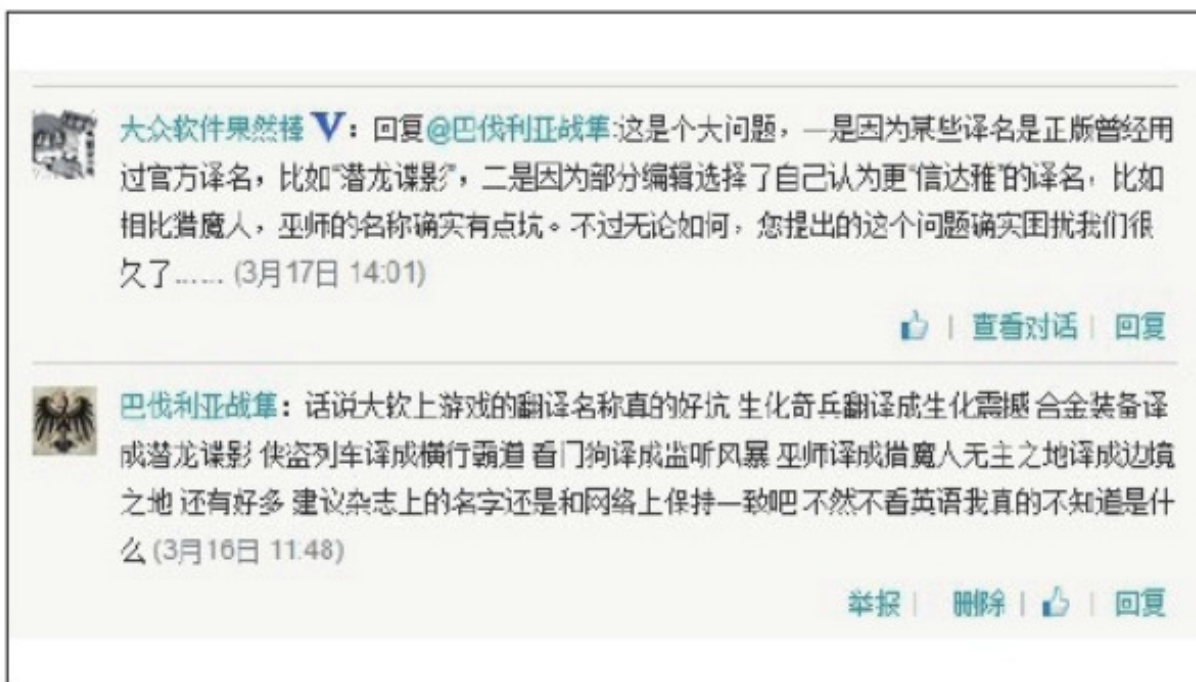 大众软件果然棒V：回复@巴伐利亚战隼:这是个大问题，一是因为某些译名是正版曾经用
过官方译名，比如“潜龙谍影”，二是因为部分编辑选择了自己认为更“信达雅”的译名，比如
相比猎魔人，巫师的名称确实有点坑。不过无论如何，您提出的这个问题确实困扰我们很
久了...... (3月17日 14:01)
| 查看对话 | 回复
巴伐利亚战隼：话说大软上游戏的翻译名称真的好坑 生化奇兵翻译成生化震撼 合金装备译
成潜龙谍影 侠盗列车译成横行霸道 看门狗译成监听风暴 巫师译成猎魔人无主之地译成边境
之地 还有好多 建议杂志上的名字还是和网络上保持一致吧 不然不看英语我真的不知道是什
么 (3月16日 11:48)
举报 | 删除 | | 回复